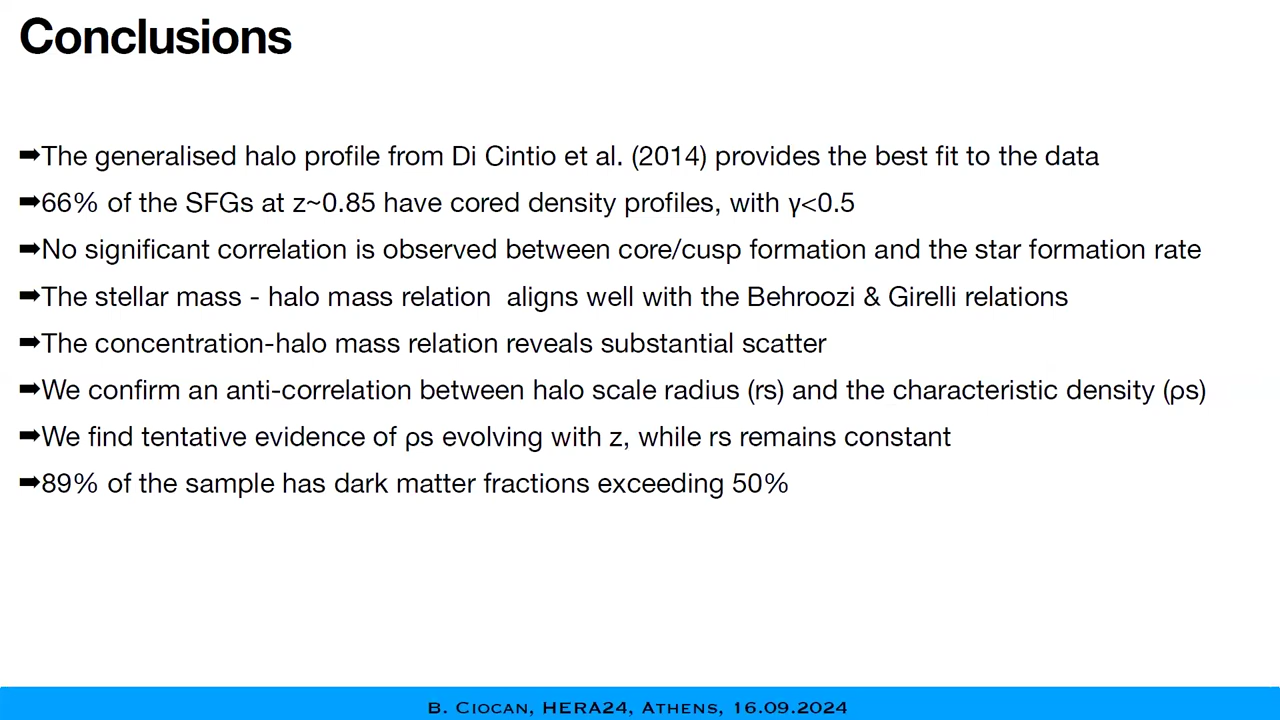 Conclusions
➡The generalised halo profile from Di Cintio et al. (2014) provides the best fit to the data
➡66% of the SFGs at z~0.85 have cored density profiles, with γ<0.5
➡No significant correlation is observed between core/cusp formation and the star formation rate
➡The stellar mass - halo mass relation  aligns well with the Behroozi & Girelli relations
➡The concentration-halo mass relation reveals substantial scatter
➡We confirm an anti-correlation between halo scale radius (rs) and the characteristic density (ρs)
➡We find tentative evidence of ρs evolving with z, while rs remains constant
➡89% of the sample has dark matter fractions exceeding 50%
B. Ciocan, HERA24, Athens, 16.09.2024